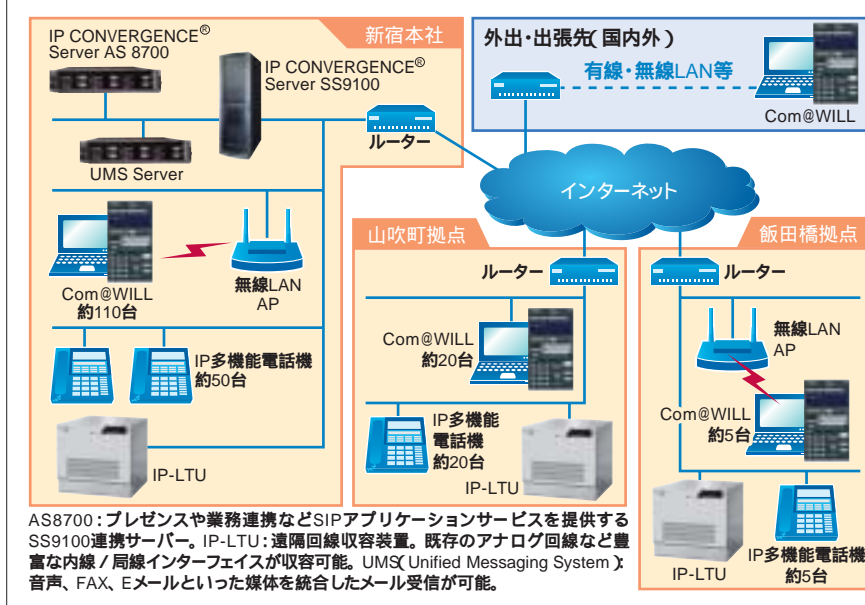 新宿本社
IP CONVERGENCE®
Server AS 8700
IP CONVERGENCE®
Server SS9100
ルーター
UMS Server
Com@WILL
約110台
無線LAN
AP
IP多機能電話機
約50台
IP-LTU
外出・出張先(国内外)
有線・無線LAN等
Com@WILL
インターネット
山吹町拠点
ルーター
Com@WILL
約20台
IP多機能
電話機
約20台
IP-LTU
飯田橋拠点
ルーター
無線LAN
AP
Com@WILL
約5台
IP-LTU
IP多機能電話機
約5台
AS8700:プレゼンスや業務連携などSIPアプリケーションサービスを提供する
SS9100連携サーバー。IP-LTU:遠隔回線収容装置。既存のアナログ回線など豊
富な内線/局線インターフェイスが収容可能。UMS(Unified Messaging System):
音声、FAX、Eメールといった媒体を統合したメール受信が可能。